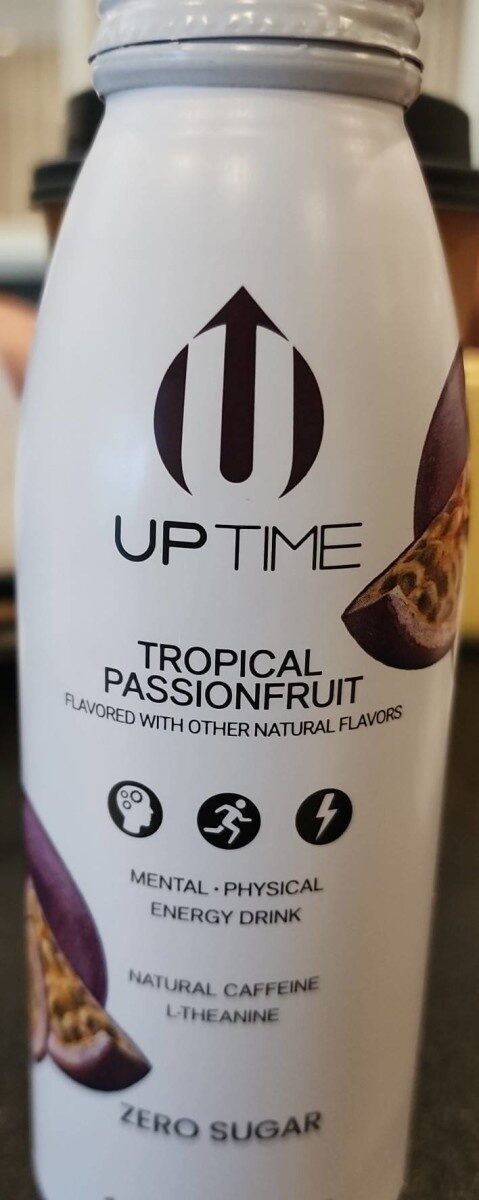 UPTIME
TROPICAL
PASSIONFRUIT
FLAVORED WITH OTHER NATURAL FLAVORS
MENTAL • PHYSICAL
ENERGY DRINK
NATURAL CAFFEINE
L-THEANINE
ZERO SUGAR